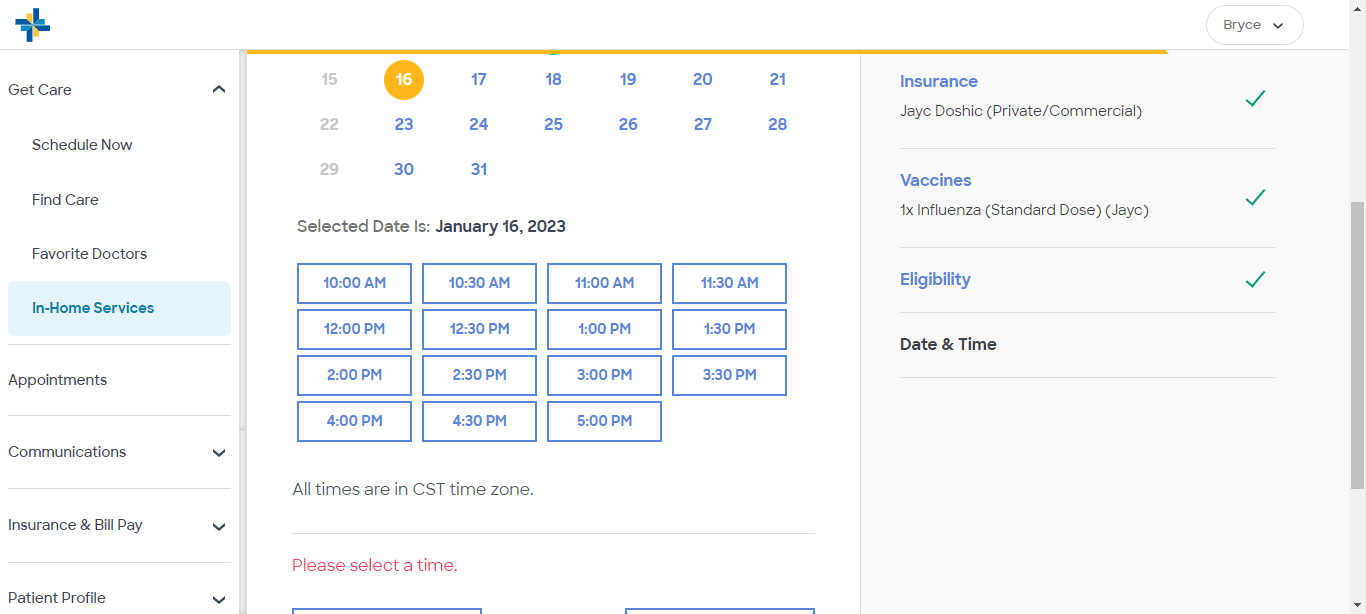 Bryce
Get Care
Schedule Now
Find Care
Favorite Doctors
In-Home Services
Appointments
Communications
Insurance & Bill Pay
Patient Profile
15 16 17 18 19 20 21
22 23 24 25 26 27 28
29 30 31
Selected Date Is: January 16, 2023
10:00 AM 10:30 AM 11:00 AM 11:30 AM
12:00 PM 12:30 PM 1:00 PM 1:30 PM
2:00 PM 2:30 PM 3:00 PM 3:30 PM
4:00 PM 4:30 PM 5:00 PM
All times are in CST time zone.
Please select a time.
Insurance
Jayc Doshic (Private/Commercial)
Vaccines
1x Influenza (Standard Dose) (Jayc)
Eligibility
Date & Time